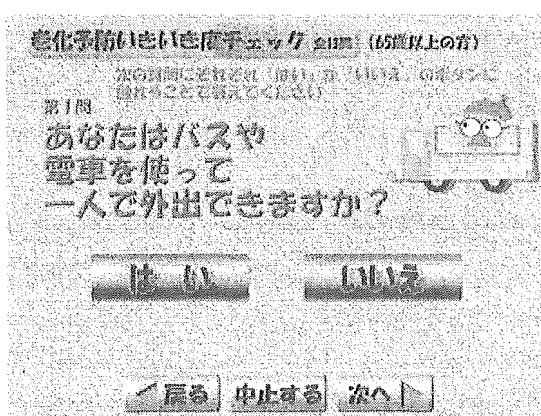 老化予防いきいき度チェック 全13問 (65歳以上の方)
次の質問にそれぞれ「はい」か「いいえ」のボタンに
触れることで答えてください
第1問
あなたはバスや
電車を使って
一人で外出できますか？
はい いいえ
戻る 中止する 次へ